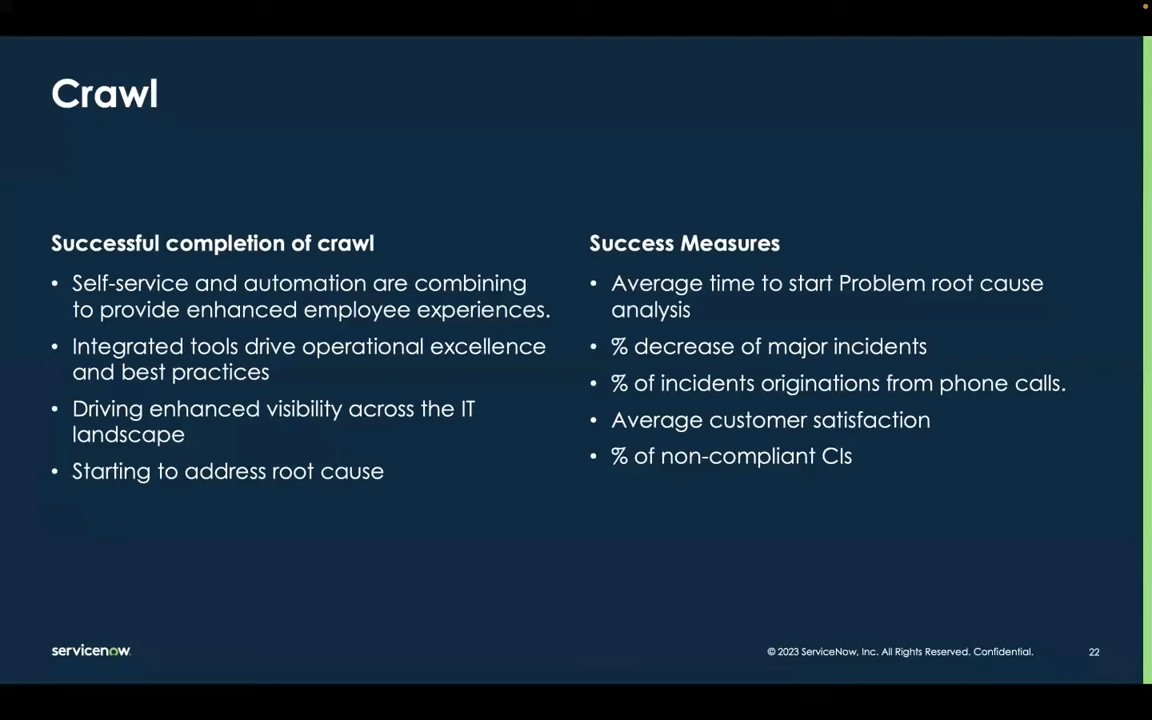 Crawl
Successful completion of crawl
• Self-service and automation are combining
to provide enhanced employee experiences.
• Integrated tools drive operational excellence
and best practices
• Driving enhanced visibility across the IT
landscape
• Starting to address root cause
Success Measures
• Average time to start Problem root cause
analysis
• % decrease of major incidents
• % of incidents originations from phone calls.
• Average customer satisfaction
• % of non-compliant CIs
servicenow
© 2023 ServiceNow, Inc. All Rights Reserved. Confidential.
22